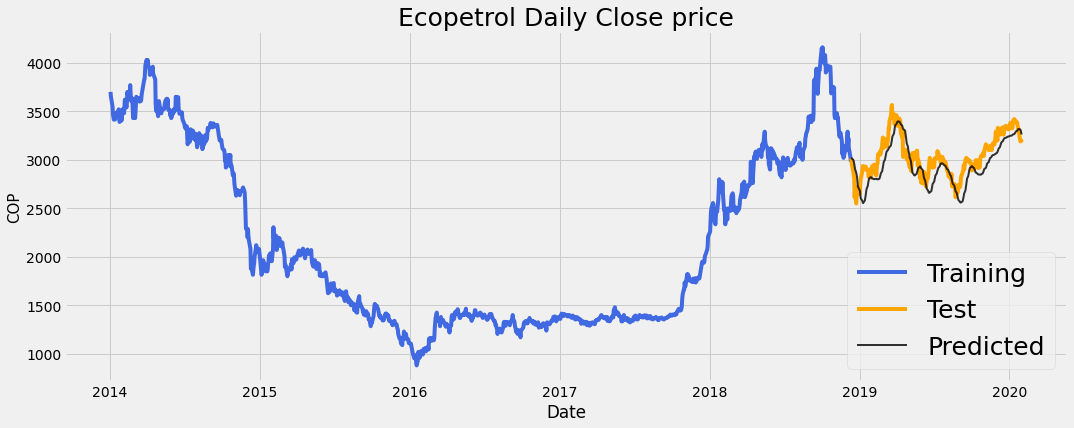 Ecopetrol Daily Close price
4000
3500
3000
2500
2000
1500
1000
COP
2014 2015 2016 2017 2018 2019 2020
Date
Training
Test
Predicted